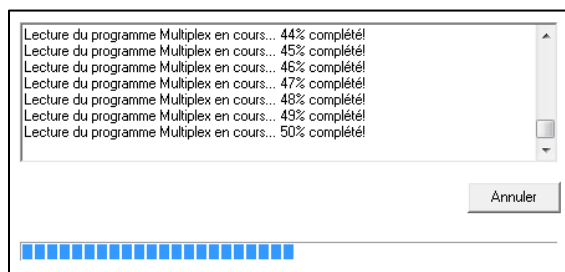 Lecture du programme Multiplex en cours... 44% complété!
Lecture du programme Multiplex en cours... 45% complété!
Lecture du programme Multiplex en cours... 46% complété!
Lecture du programme Multiplex en cours... 47% complété!
Lecture du programme Multiplex en cours... 48% complété!
Lecture du programme Multiplex en cours... 49% complété!
Lecture du programme Multiplex en cours... 50% complété!
Annuler